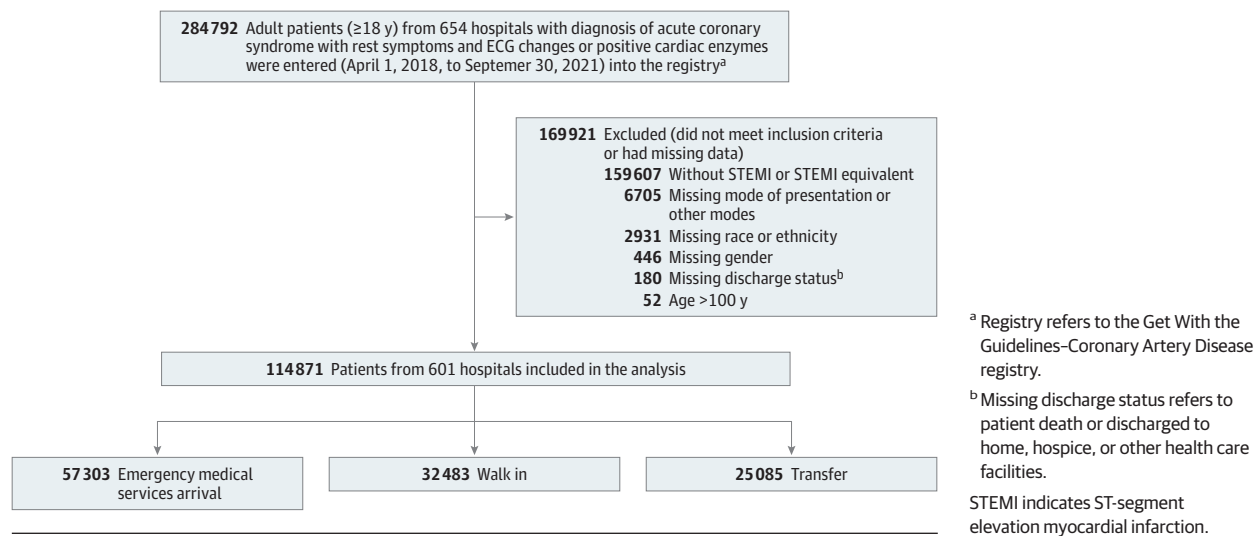 284792 Adult patients (≥18 y) from 654 hospitals with diagnosis of acute coronary
syndrome with rest symptoms and ECG changes or positive cardiac enzymes
were entered (April 1, 2018, to Septemer 30, 2021) into the registryᵃ
169921 Excluded (did not meet inclusion criteria
or had missing data)
159607 Without STEMI or STEMI equivalent
6705 Missing mode of presentation or
other modes
2931 Missing race or ethnicity
446 Missing gender
180 Missing discharge statusᵇ
52 Age >100 y
114871 Patients from 601 hospitals included in the analysis
57303 Emergency medical
services arrival
32483 Walk in
25085 Transfer
ᵃ Registry refers to the Get With the
Guidelines–Coronary Artery Disease
registry.
ᵇ Missing discharge status refers to
patient death or discharged to
home, hospice, or other health care
facilities.
STEMI indicates ST-segment
elevation myocardial infarction.